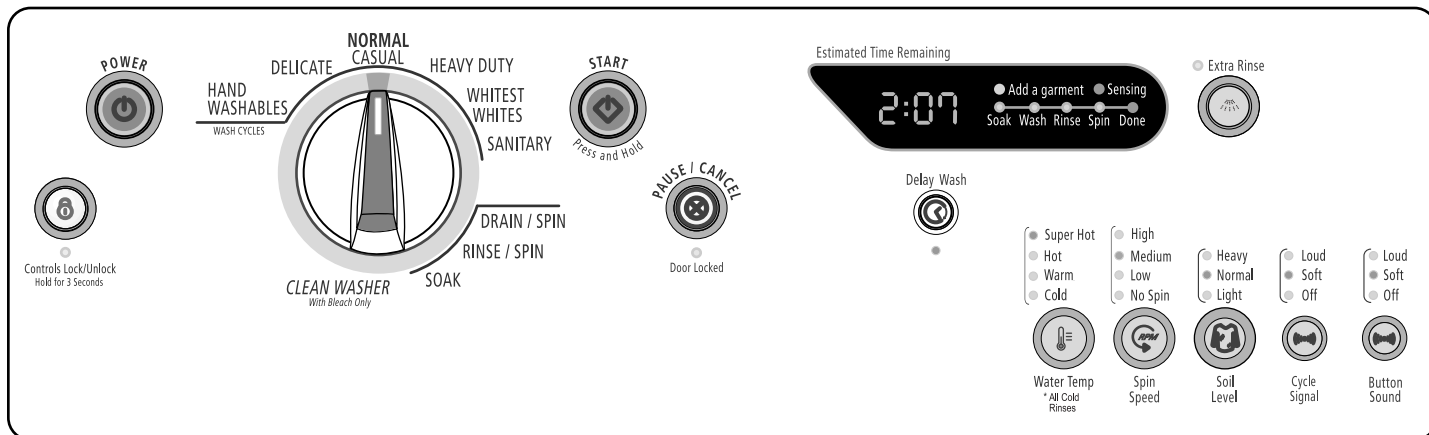 POWER
Controls Lock/Unlock
Hold for 3 Seconds
HAND
WASHABLES
WASH CYCLES
DELICATE
NORMAL
CASUAL
HEAVY DUTY
WHITEST
WHITES
SANITARY
DRAIN / SPIN
RINSE / SPIN
SOAK
CLEAN WASHER
With Bleach Only
START
Press and Hold
PAUSE / CANCEL
Door Locked
Estimated Time Remaining
2:07
Add a garment Sensing
Soak Wash Rinse Spin Done
Extra Rinse
Delay Wash
Super Hot
Hot
Warm
Cold
Water Temp
* All Cold
Rinses
High
Medium
Low
No Spin
RPM
Spin
Speed
Heavy
Normal
Light
Soil
Level
Loud
Soft
Off
Cycle
Signal
Loud
Soft
Off
Button
Sound